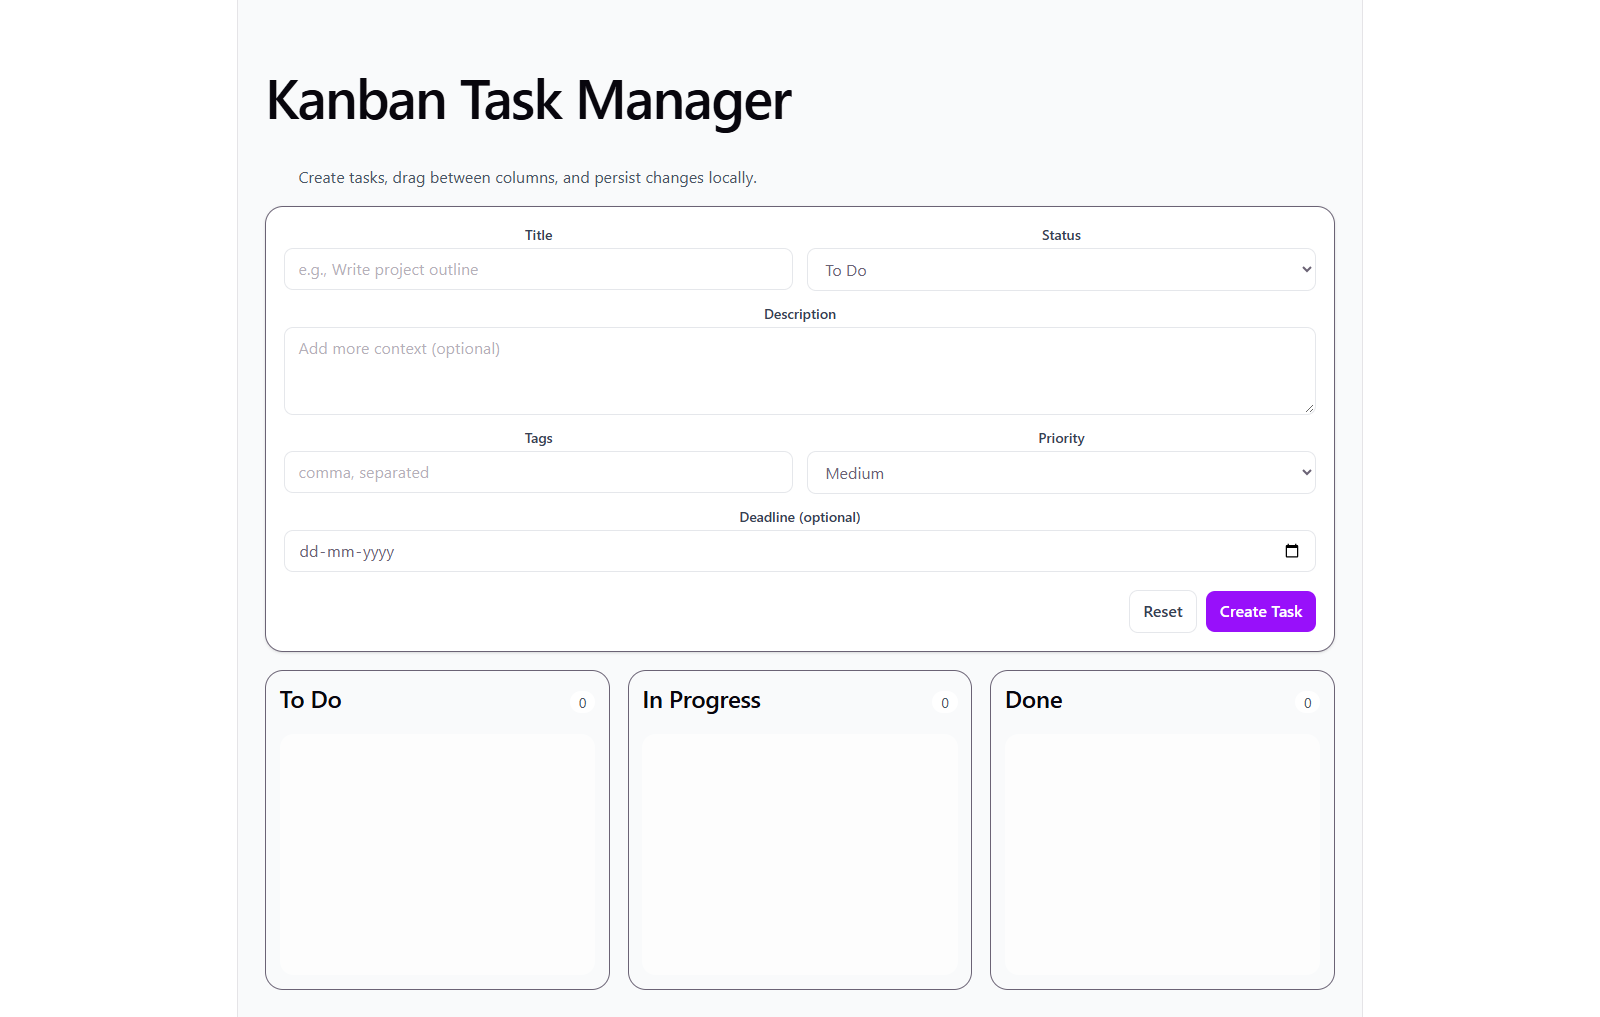 Kanban Task Manager
Create tasks, drag between columns, and persist changes locally.
Title
Status
e.g., Write project outline
To Do
Description
Add more context (optional)
Tags
Priority
comma, separated
Medium
Deadline (optional)
dd-mm-yyyy
Reset
Create Task
To Do
0
In Progress
0
Done
0